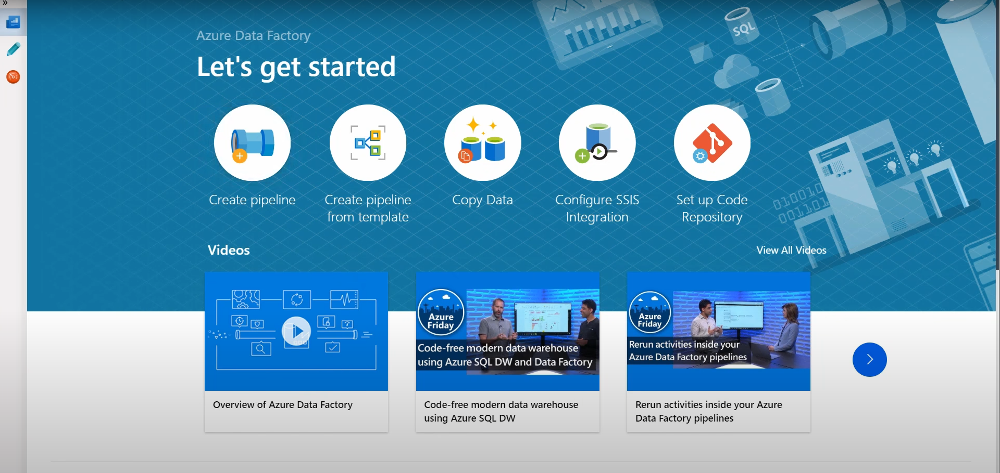 »
Azure Data Factory
Let's get started
SQL
Create pipeline
Create pipeline
from template
Copy Data
Configure SSIS
Integration
Set up Code
Repository
010010
001101
Videos
View All Videos
Azure
Friday
Code-free modern data warehouse
using Azure SQL DW and Data Factory
Azure
Friday
Rerun activities inside your
Azure Data Factory pipelines
Overview of Azure Data Factory
Code-free modern data warehouse
using Azure SQL DW
Rerun activities inside your Azure
Data Factory pipelines